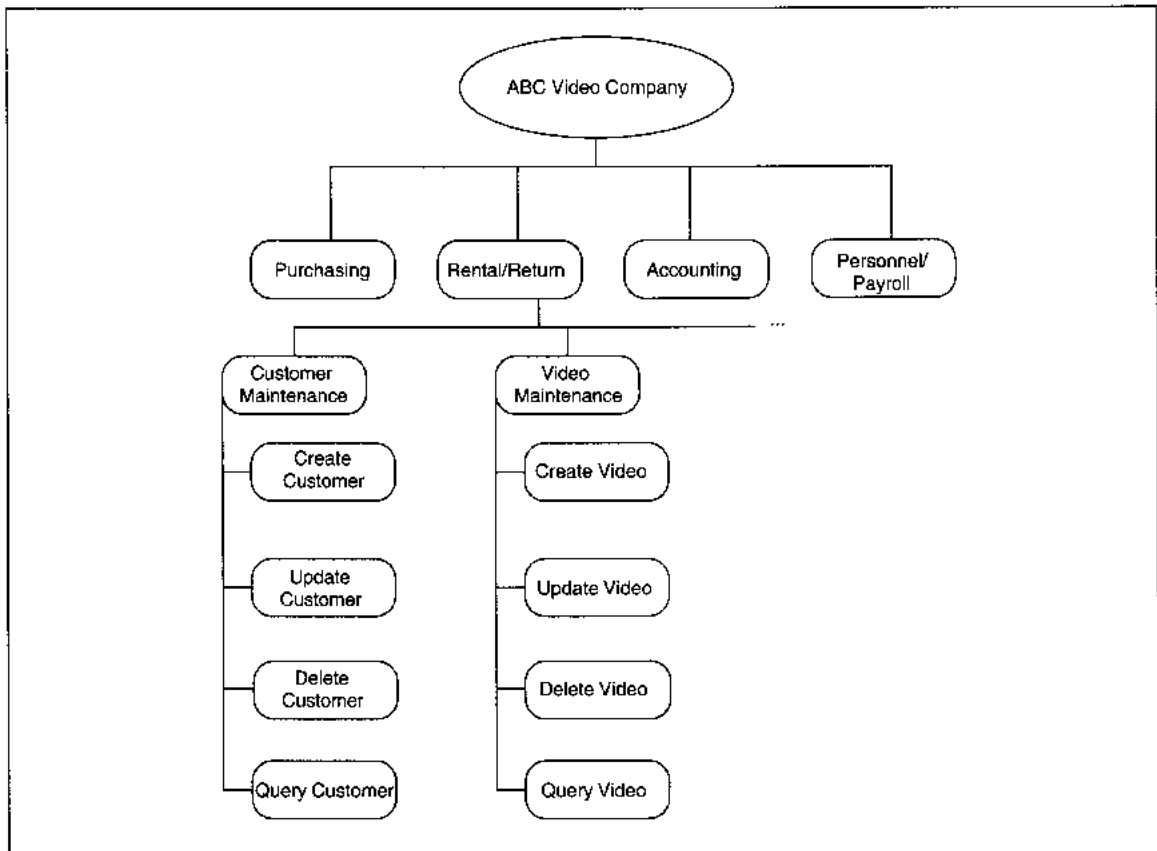 ABC Video Company
Purchasing
Rental/Return
Accounting
Personnel/
Payroll
...
Customer
Maintenance
Video
Maintenance
Create
Customer
Create Video
Update
Customer
Update Video
Delete
Customer
Delete Video
Query Customer
Query Video